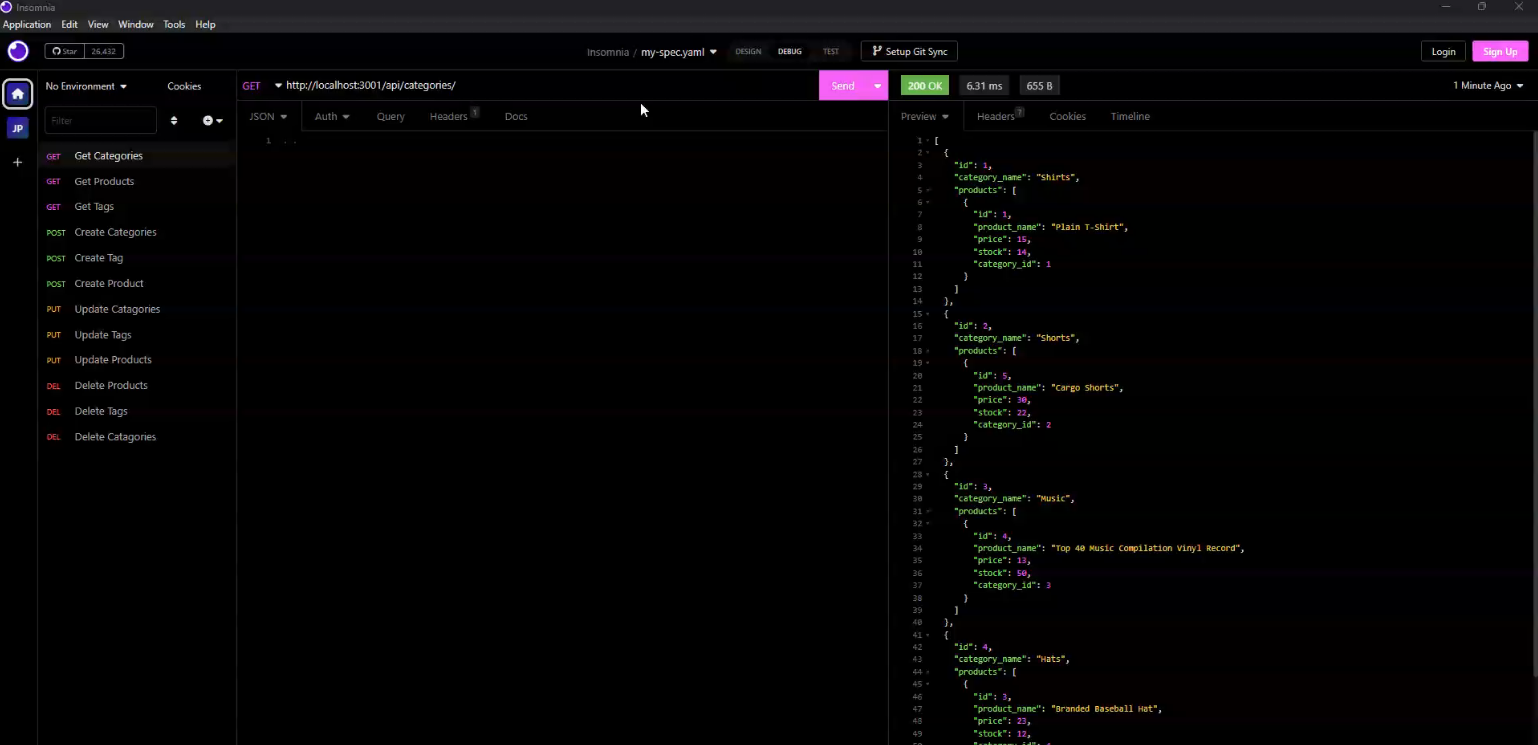 Insomnia
Application Edit View Window Tools Help
Star 26,432
Insomnia / my-spec.yaml
DESIGN DEBUG TEST
Setup Git Sync
Login Sign Up
JP
No Environment Cookies
Filter
GET Get Categories
GET Get Products
GET Get Tags
POST Create Categories
POST Create Tag
POST Create Product
PUT Update Catagories
PUT Update Tags
PUT Update Products
DEL Delete Products
DEL Delete Tags
DEL Delete Catagories
GET http://localhost:3001/api/categories/ Send
JSON Auth Query Headers 1 Docs
1
200 OK 6.31 ms 655 B 1 Minute Ago
Preview Headers 7 Cookies Timeline
1 [
2 {
3 "id": 1,
4 "category_name": "Shirts",
5 "products": [
6 {
7 "id": 1,
8 "product_name": "Plain T-Shirt",
9 "price": 15,
10 "stock": 14,
11 "category_id": 1
12 }
13 ]
14 },
15 {
16 "id": 2,
17 "category_name": "Shorts",
18 "products": [
19 {
20 "id": 5,
21 "product_name": "Cargo Shorts",
22 "price": 30,
23 "stock": 22,
24 "category_id": 2
25 }
26 ]
27 },
28 {
29 "id": 3,
30 "category_name": "Music",
31 "products": [
32 {
33 "id": 4,
34 "product_name": "Top 40 Music Compilation Vinyl Record",
35 "price": 13,
36 "stock": 50,
37 "category_id": 3
38 }
39 ]
40 },
41 {
42 "id": 4,
43 "category_name": "Hats",
44 "products": [
45 {
46 "id": 3,
47 "product_name": "Branded Baseball Hat",
48 "price": 23,
49 "stock": 12,